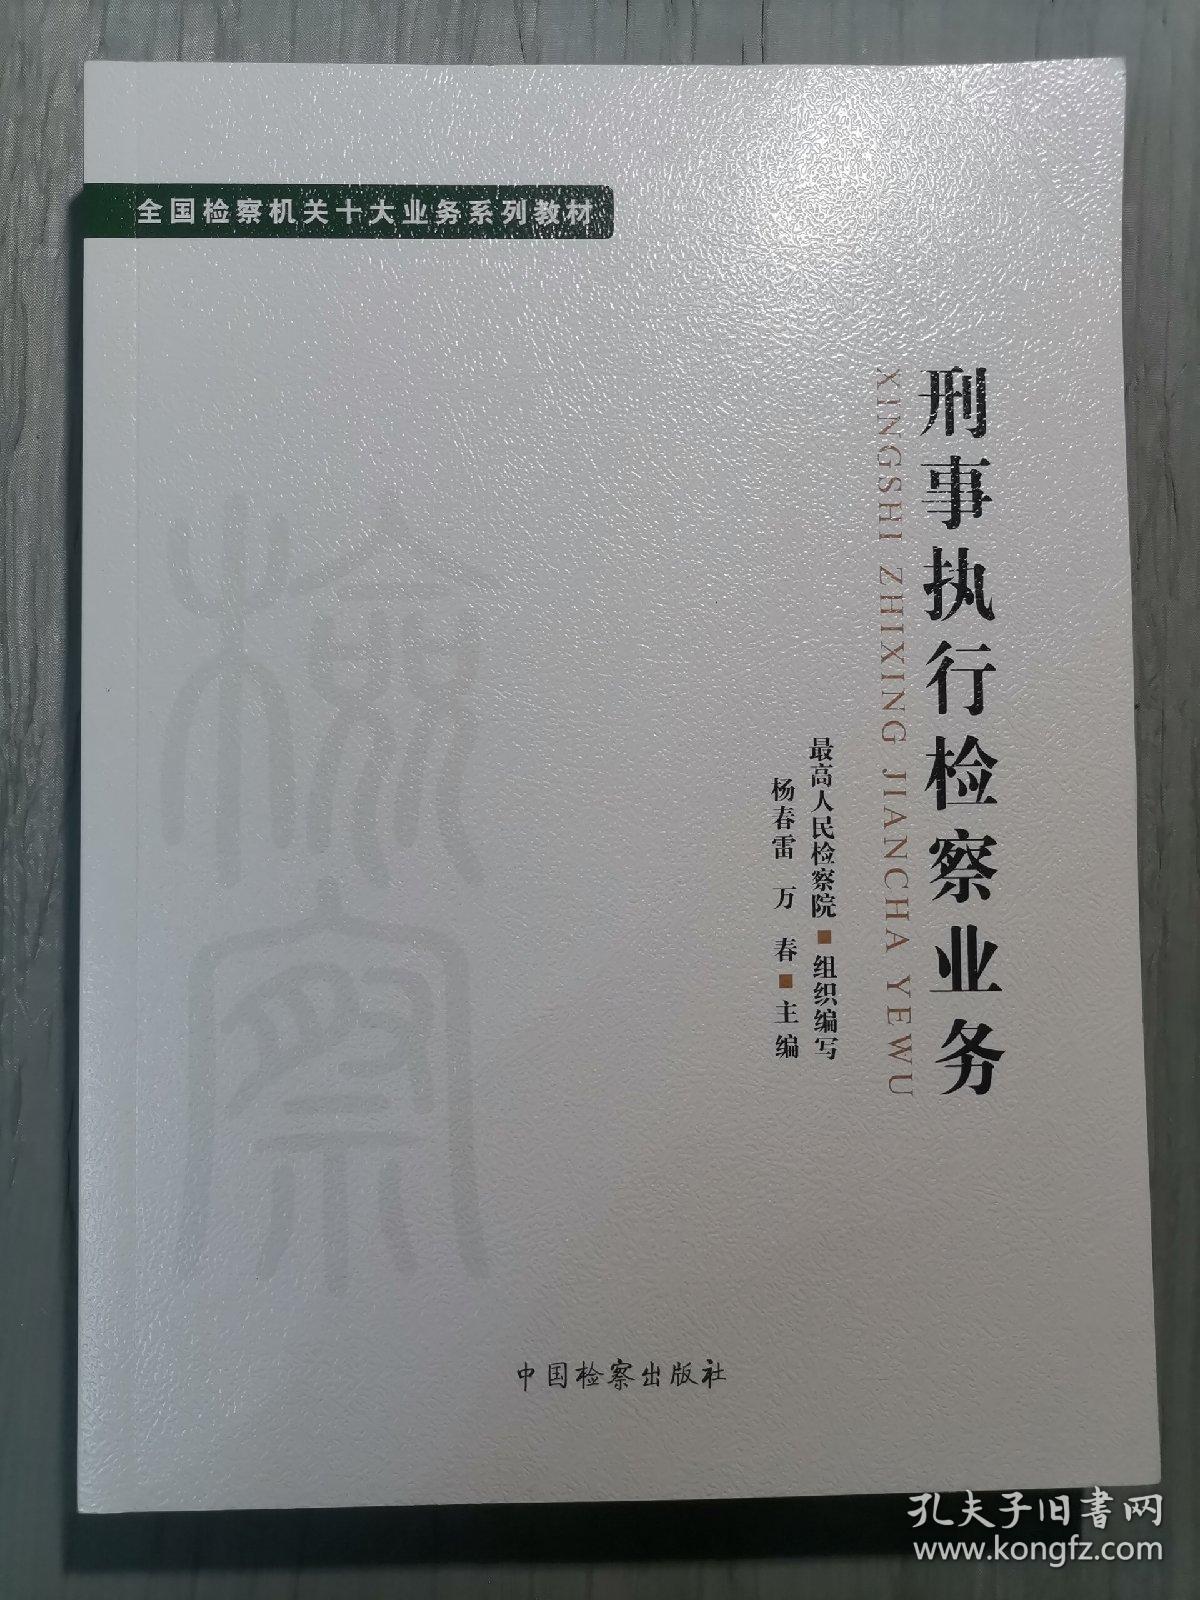 全国检察机关十大业务系列教材
刑事执行检察业务
XINGSHI ZHIXING JIANCHA YEWU
最高人民检察院■组织编写
杨春雷 万 春■主编
检察
中国检察出版社
孔夫子旧书网
www.kongfz.com